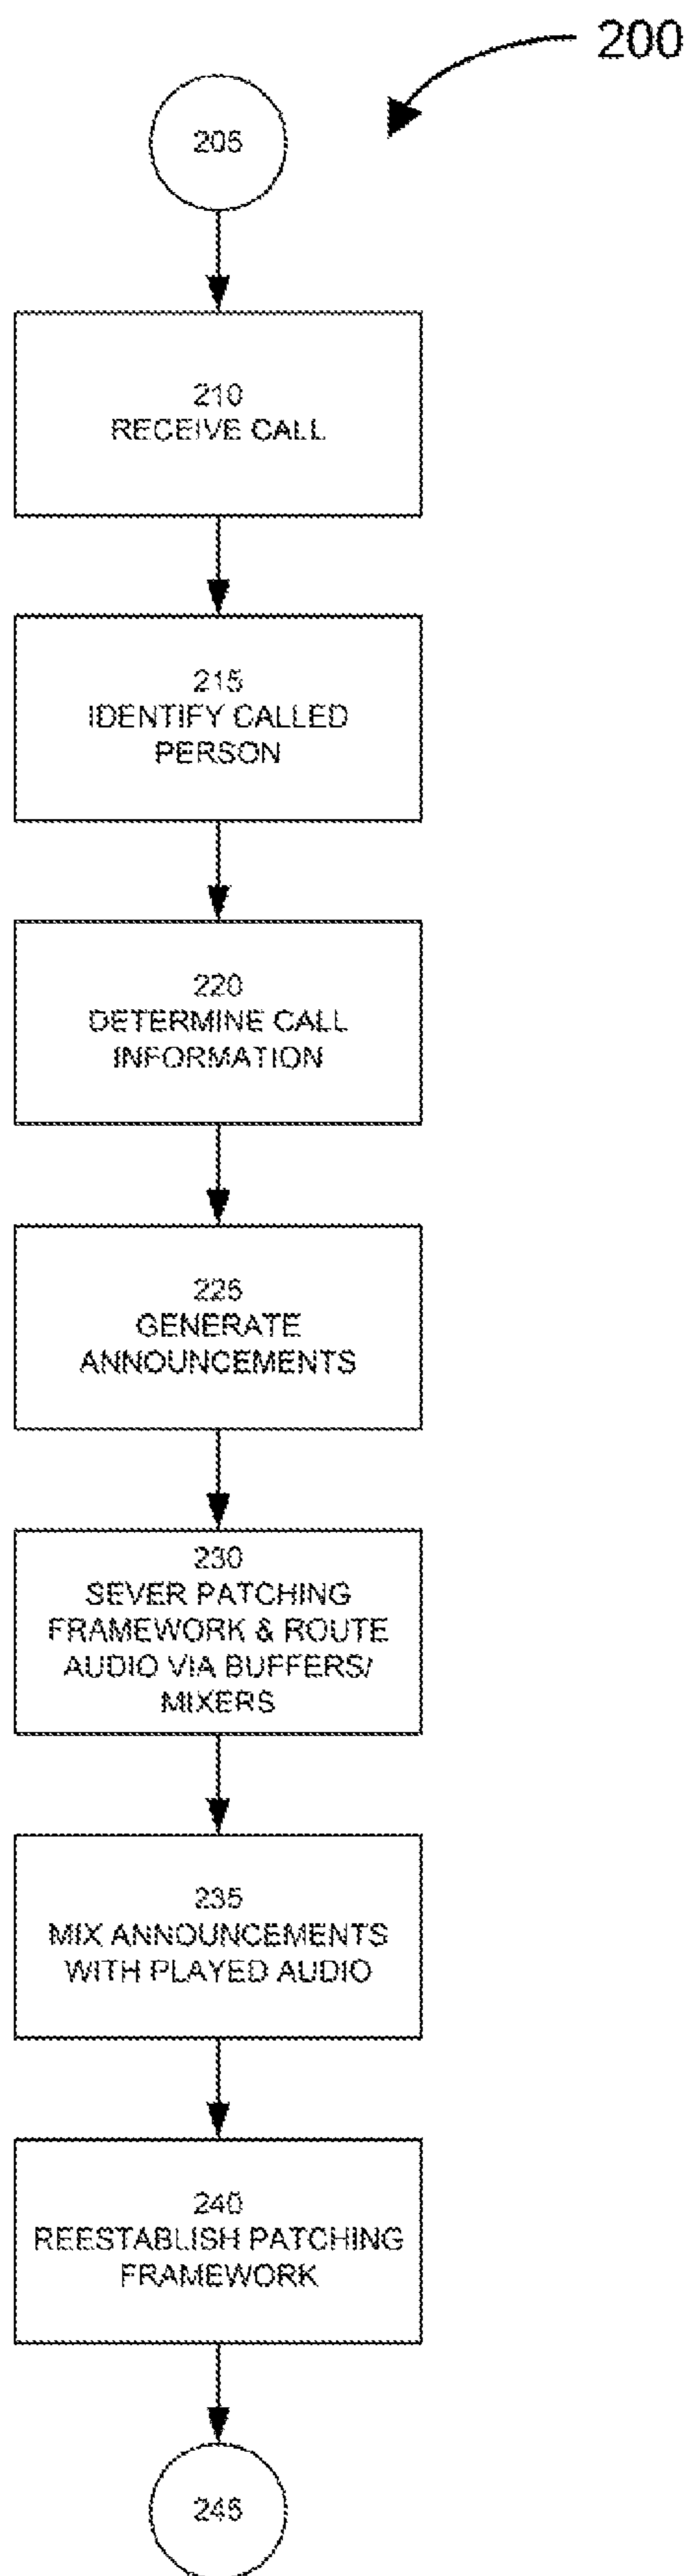 200
205
210
RECEIVE CALL
215
IDENTIFY CALLED
PERSON
220
DETERMINE CALL
INFORMATION
225
GENERATE
ANNOUNCEMENTS
230
SEVER PATCHING
FRAMEWORK & ROUTE
AUDIO VIA BUFFERS/
MIXERS
235
MIX ANNOUNCEMENTS
WITH PLAYED AUDIO
240
REESTABLISH PATCHING
FRAMEWORK
245